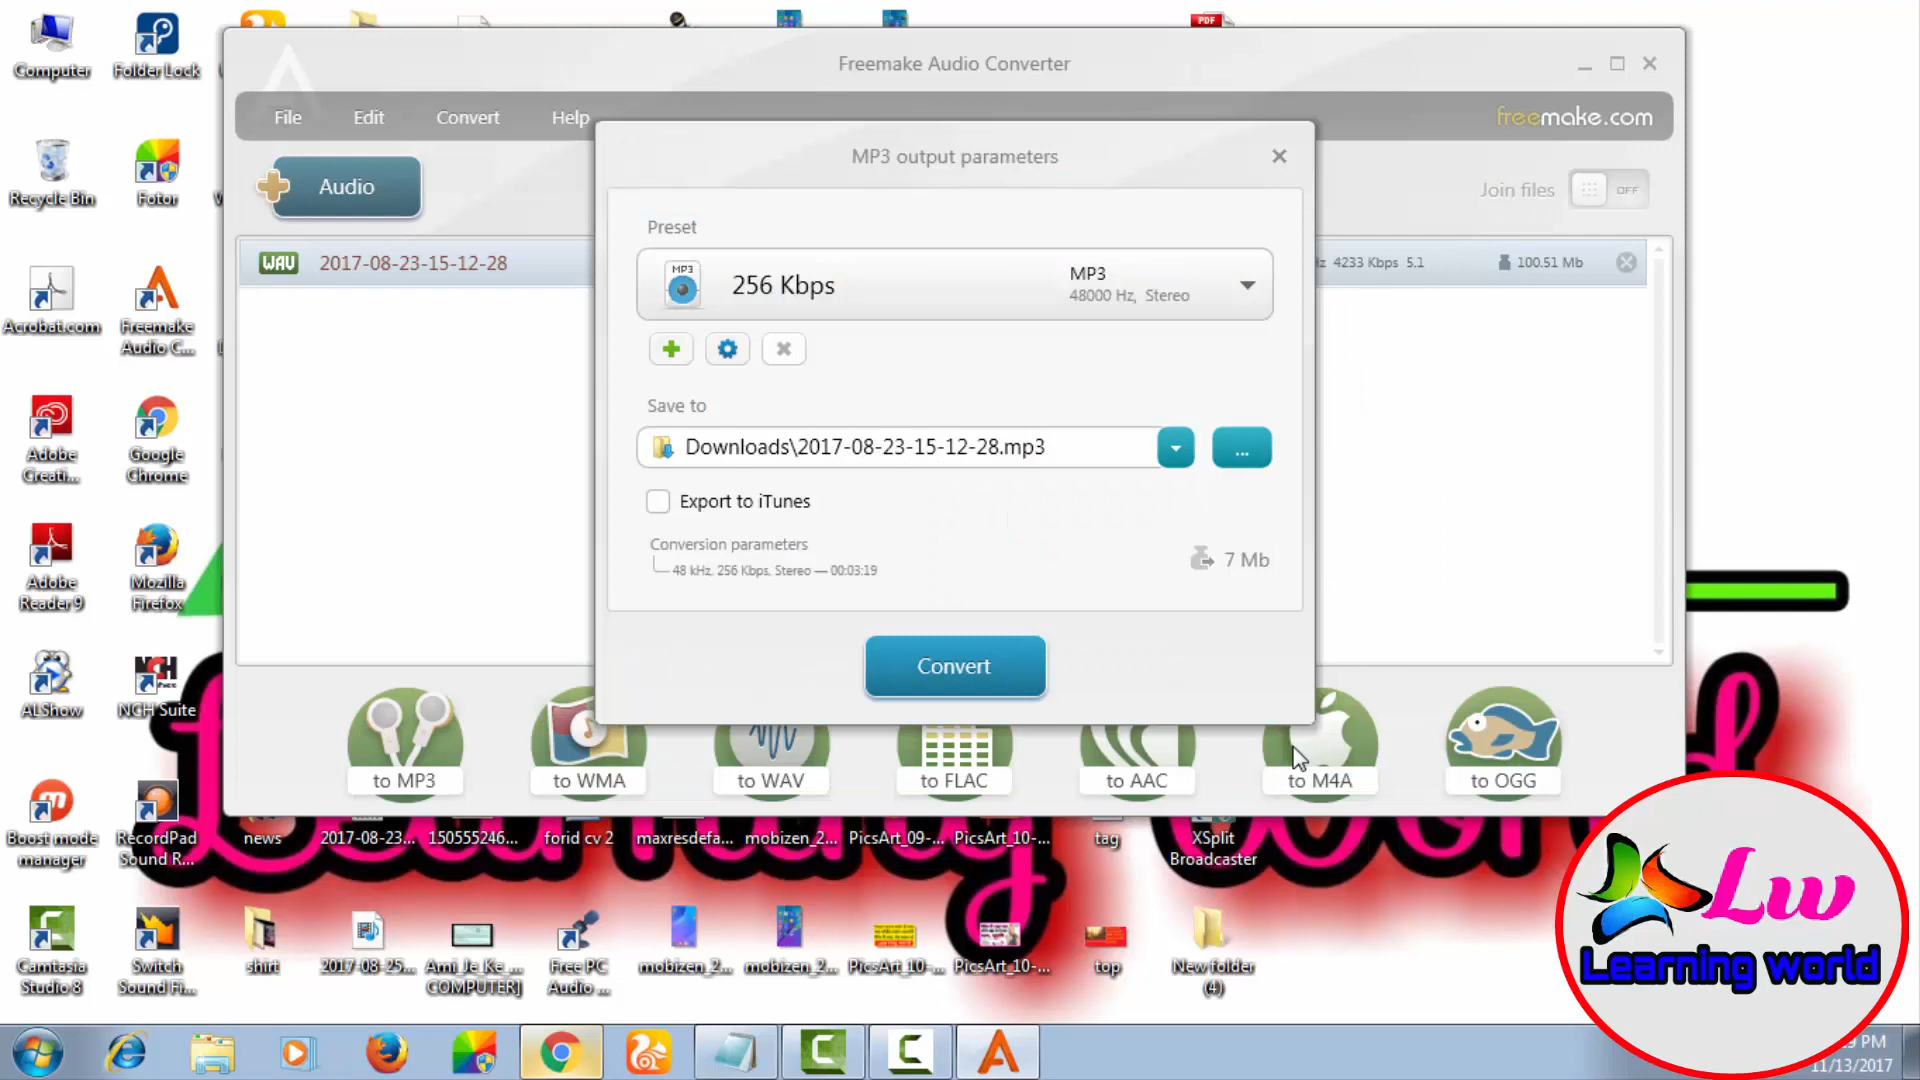 Computer
Folder Lock
PDF
Freemake Audio Converter
File
Edit
Convert
Help
freemake.com
MP3 output parameters
Audio
Join files
OFF
Recycle Bin
Fotor
Preset
WAV
2017-08-23-15-12-28
MP3
256 Kbps
MP3
48000 Hz, Stereo
Hz 4233 Kbps 5.1
100.51 Mb
Acrobat.com
Freemake
Audio C...
Save to
Downloads\2017-08-23-15-12-28.mp3
...
Adobe
Creati...
Google
Chrome
Export to iTunes
Conversion parameters
48 kHz, 256 Kbps, Stereo — 00:03:19
7 Mb
Adobe
Reader 9
Mozilla
Firefox
Convert
ALShow
NCH Suite
to MP3
to WMA
to WAV
to FLAC
to AAC
to M4A
to OGG
Boost mode
manager
RecordPad
Sound R...
news
2017-08-23...
150555246...
forid cv 2
maxresdefa...
mobizen_2...
PicsArt_09-...
PicsArt_10-...
tag
XSplit
Broadcaster
Camtasia
Studio 8
Switch
Sound Fi...
shirt
2017-08-25...
Ami_Je_Ke_...
COMPUTER]
Free PC
Audio ...
mobizen_2...
mobizen_2...
PicsArt_10-...
PicsArt_10-...
top
New folder
(4)
Lw
Learning world
9 PM
11/13/2017